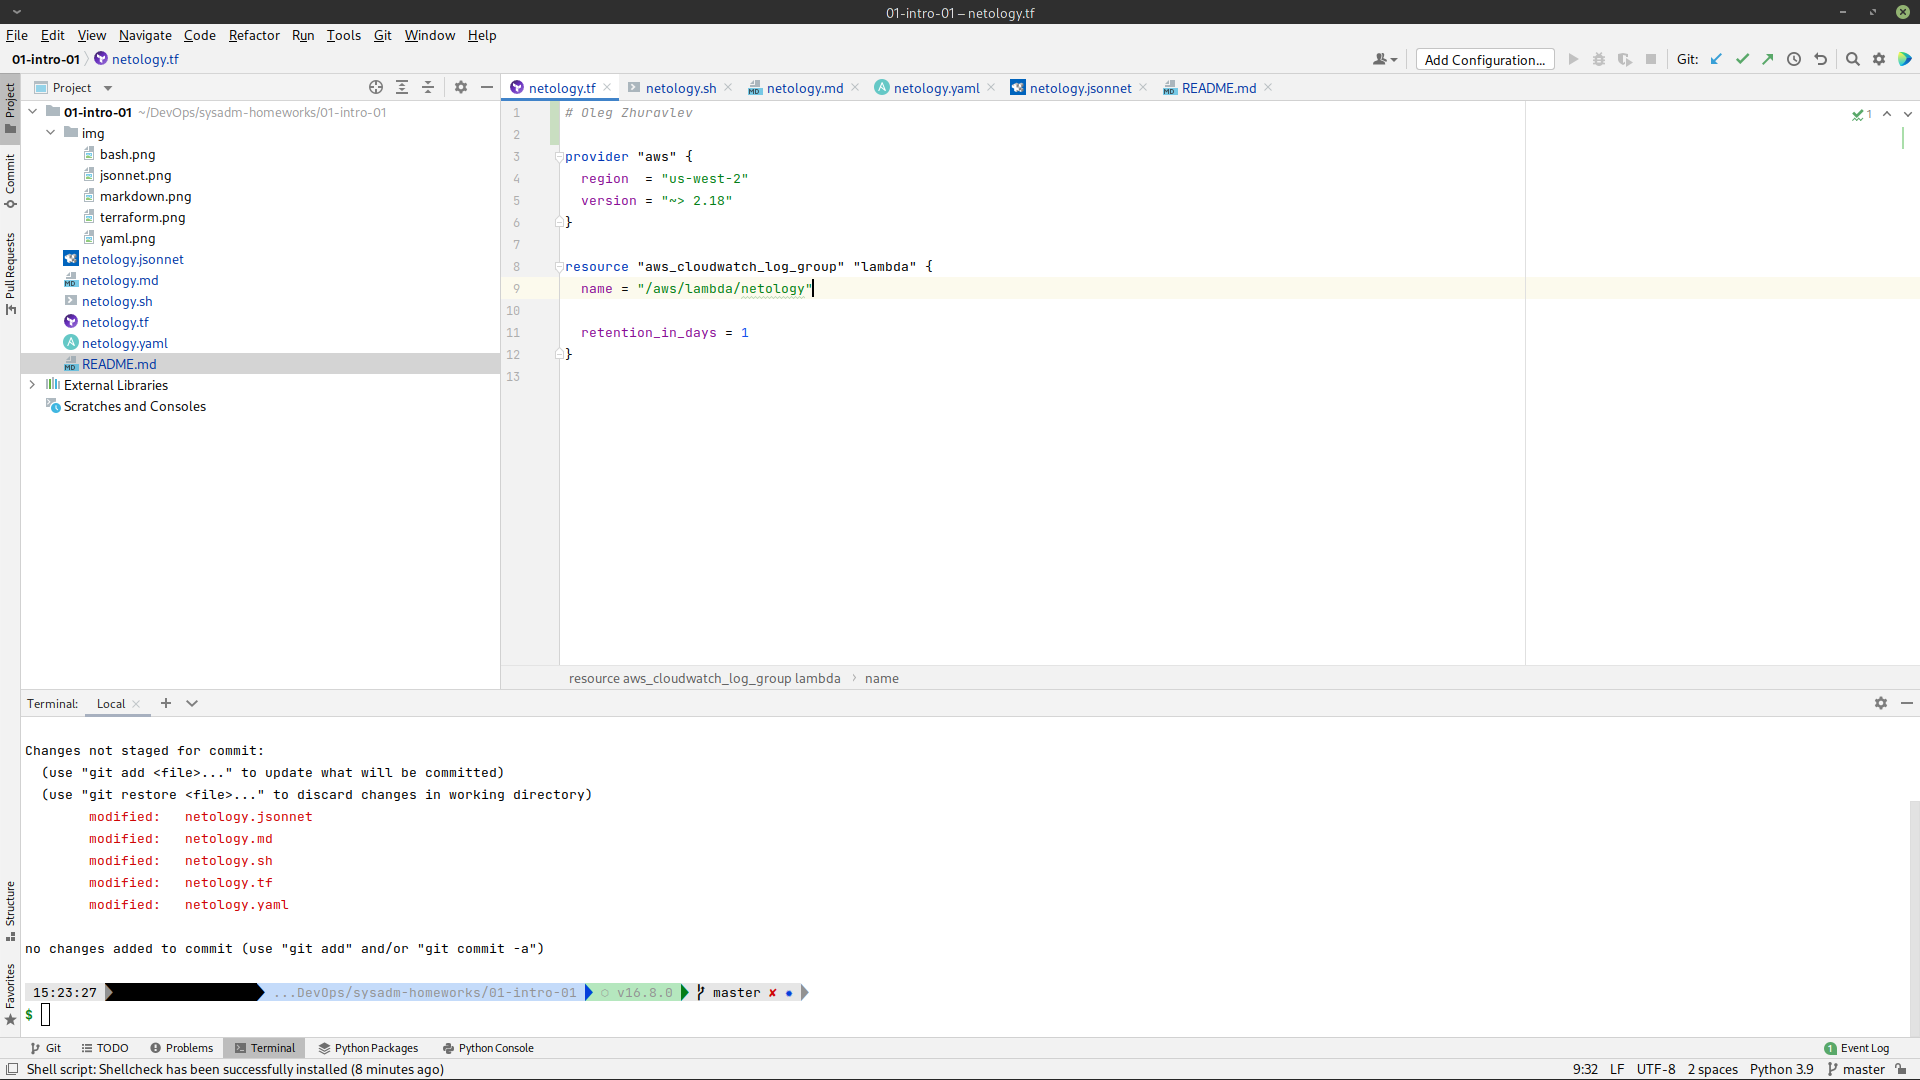 01-intro-01 – netology.tf
File Edit View Navigate Code Refactor Run Tools Git Window Help
01-intro-01 netology.tf
Add Configuration...
Git:
Project
netology.tf
netology.sh
netology.md
netology.yaml
netology.jsonnet
README.md
Project
Commit
Pull Requests
Structure
Favorites
01-intro-01 ~/DevOps/sysadm-homeworks/01-intro-01
img
bash.png
jsonnet.png
markdown.png
terraform.png
yaml.png
netology.jsonnet
netology.md
netology.sh
netology.tf
netology.yaml
README.md
External Libraries
Scratches and Consoles
1 # Oleg Zhuravlev
2
3 provider "aws" {
4 region = "us-west-2"
5 version = "~> 2.18"
6 }
7
8 resource "aws_cloudwatch_log_group" "lambda" {
9 name = "/aws/lambda/netology"
10
11 retention_in_days = 1
12 }
13
1
resource aws_cloudwatch_log_group lambda › name
Terminal: Local
Changes not staged for commit:
(use "git add <file>..." to update what will be committed)
(use "git restore <file>..." to discard changes in working directory)
modified: netology.jsonnet
modified: netology.md
modified: netology.sh
modified: netology.tf
modified: netology.yaml
no changes added to commit (use "git add" and/or "git commit -a")
15:23:27 ...DevOps/sysadm-homeworks/01-intro-01 v16.8.0 master ✘
$
Git TODO Problems Terminal Python Packages Python Console 1 Event Log
Shell script: Shellcheck has been successfully installed (8 minutes ago) 9:32 LF UTF-8 2 spaces Python 3.9 master